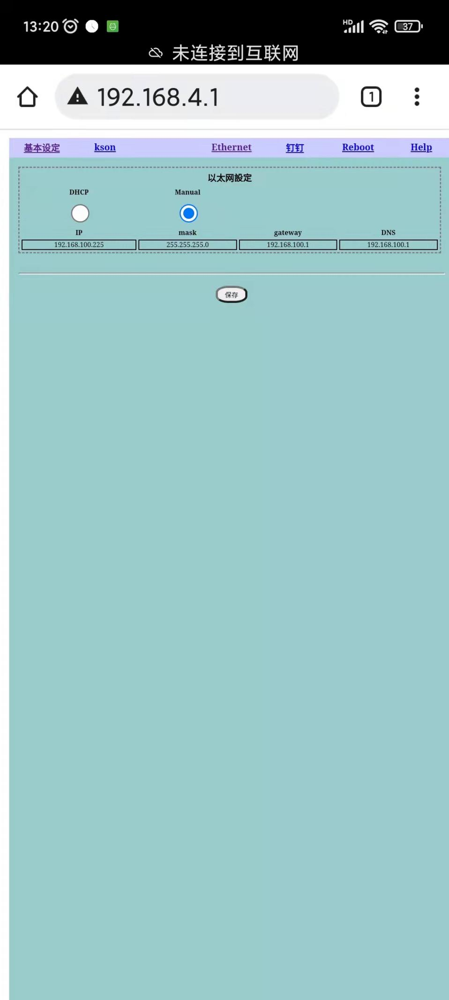 13:20 HD 37
未连接到互联网
192.168.4.1 1
基本设定 kson Ethernet 钉钉 Reboot Help
以太网設定
DHCP Manual
IP mask gateway DNS
192.168.100.225 255.255.255.0 192.168.100.1 192.168.100.1
保存